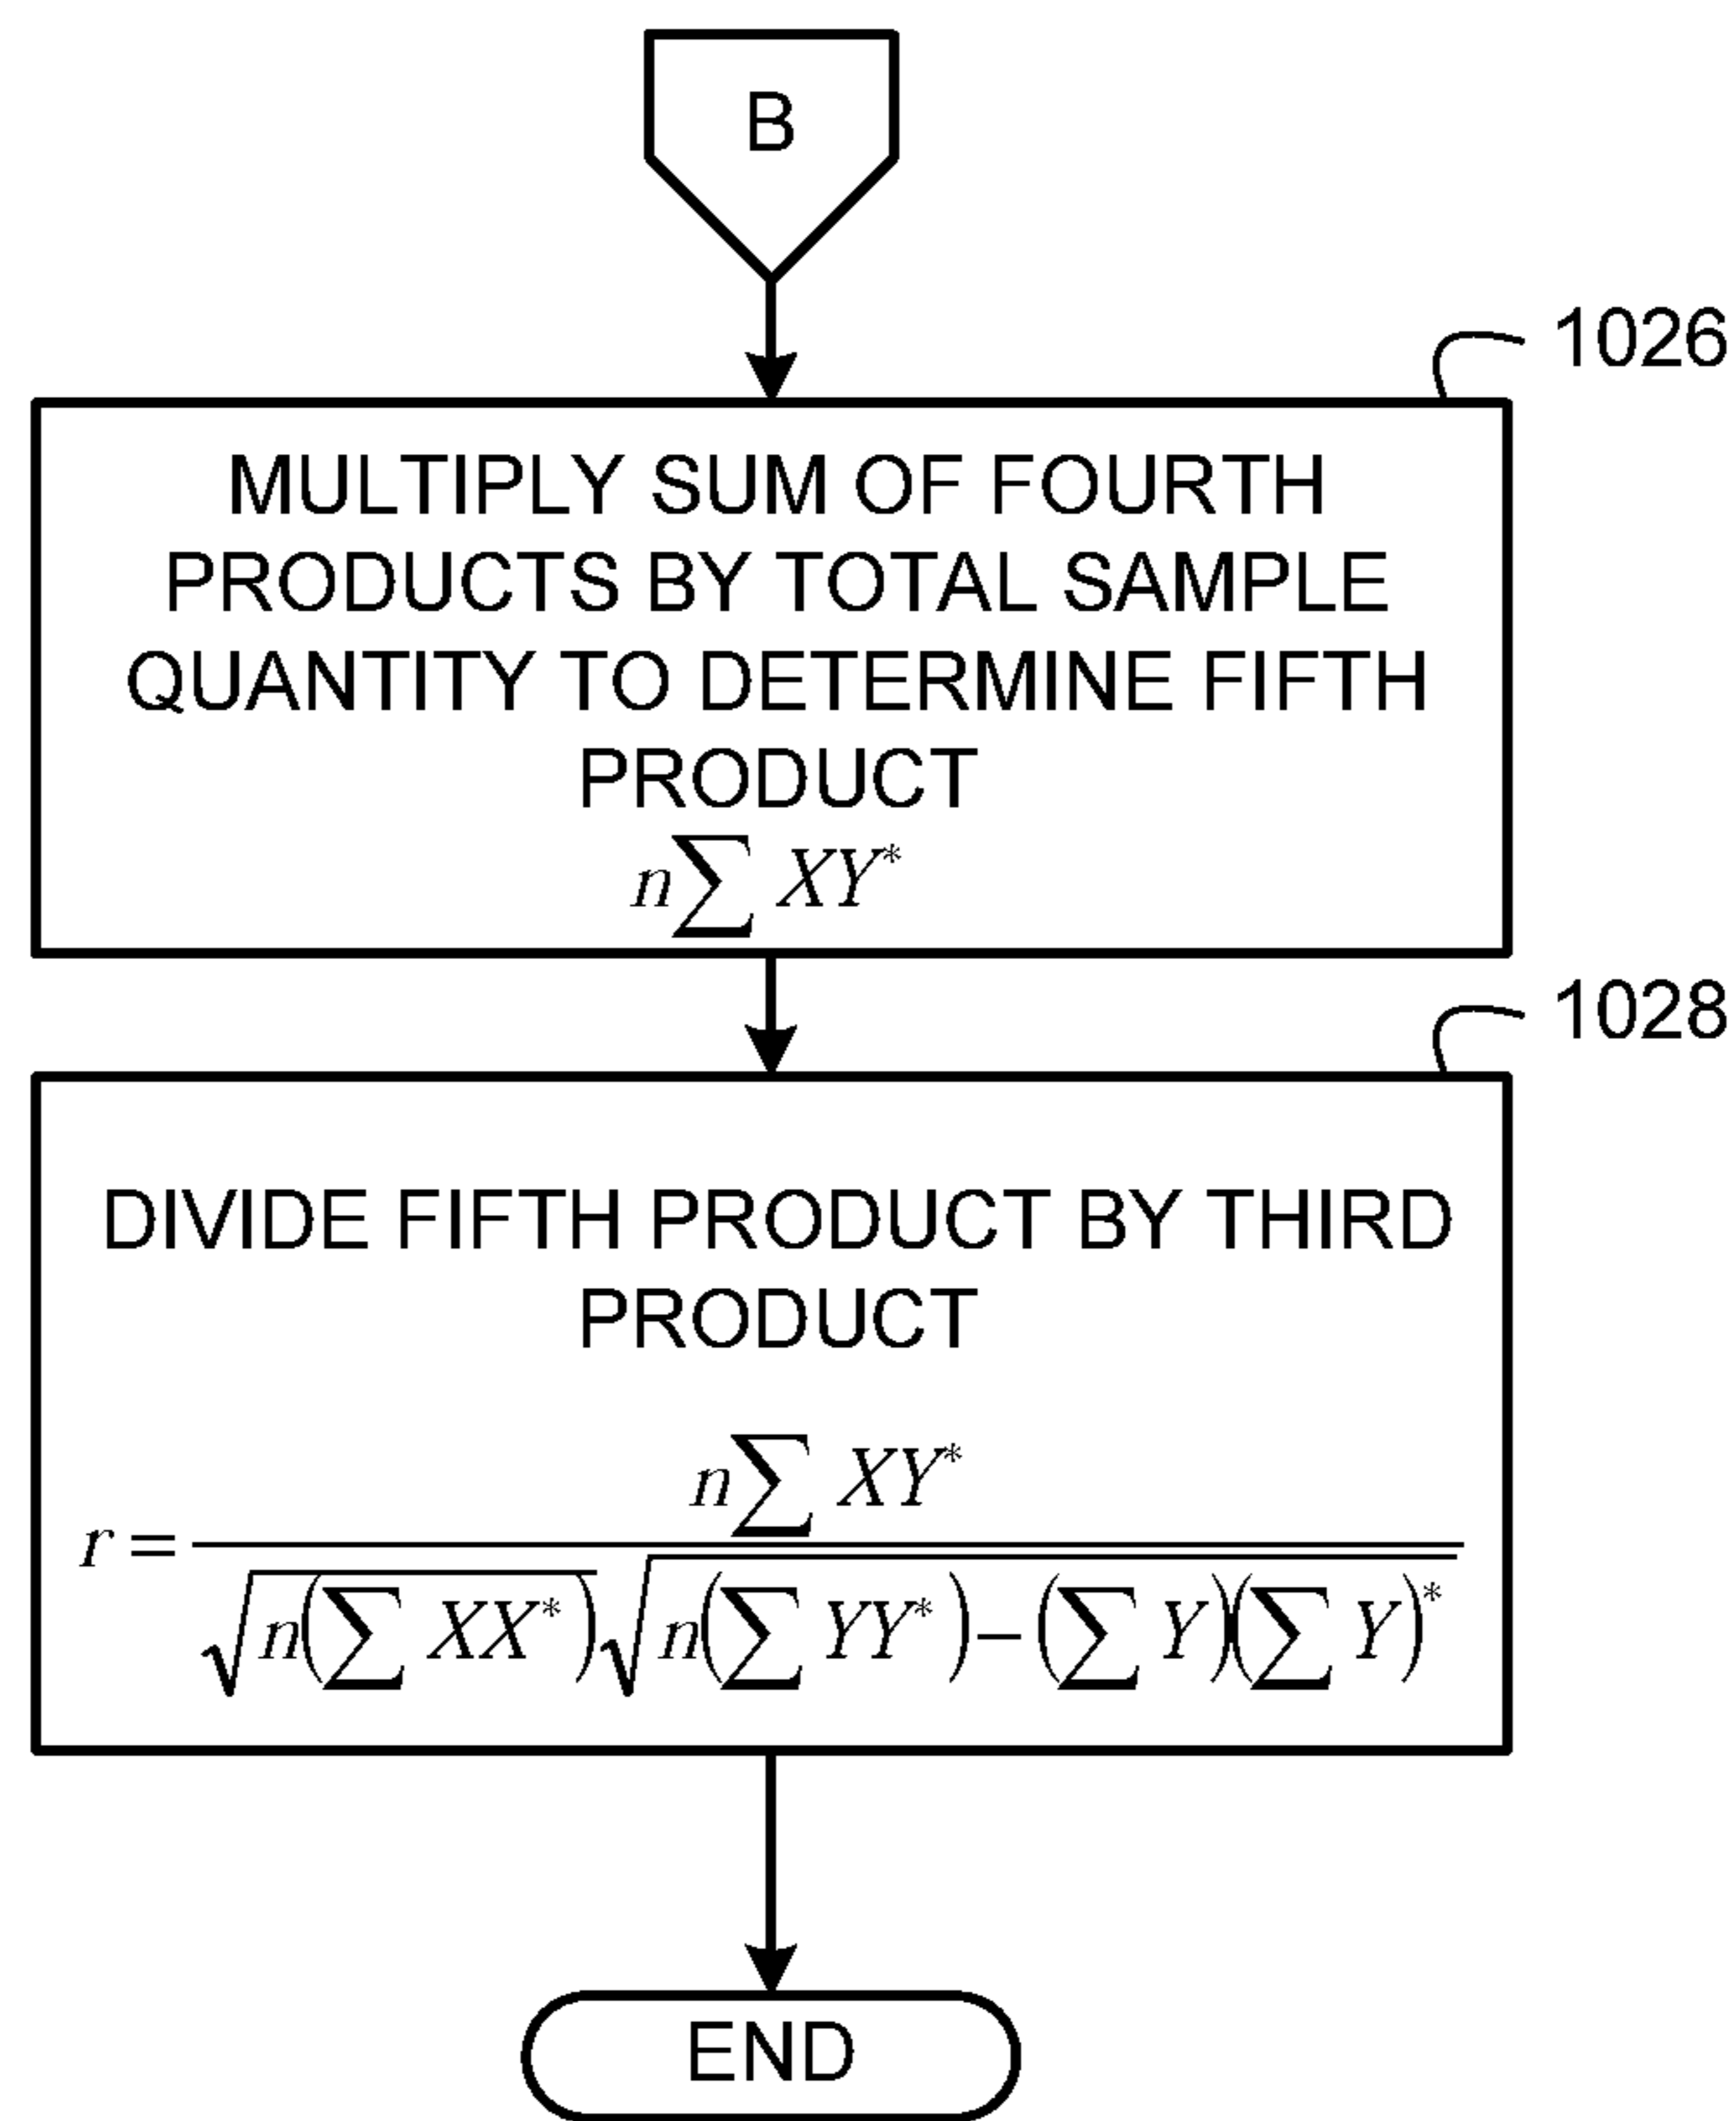 B
1026
MULTIPLY SUM OF FOURTH
PRODUCTS BY TOTAL SAMPLE
QUANTITY TO DETERMINE FIFTH
PRODUCT
n∑ XY*
1028
DIVIDE FIFTH PRODUCT BY THIRD
PRODUCT
n∑ XY*
r =
√n(∑ XX*)√n(∑ YY*)−(∑ Y)(∑ Y)*
END